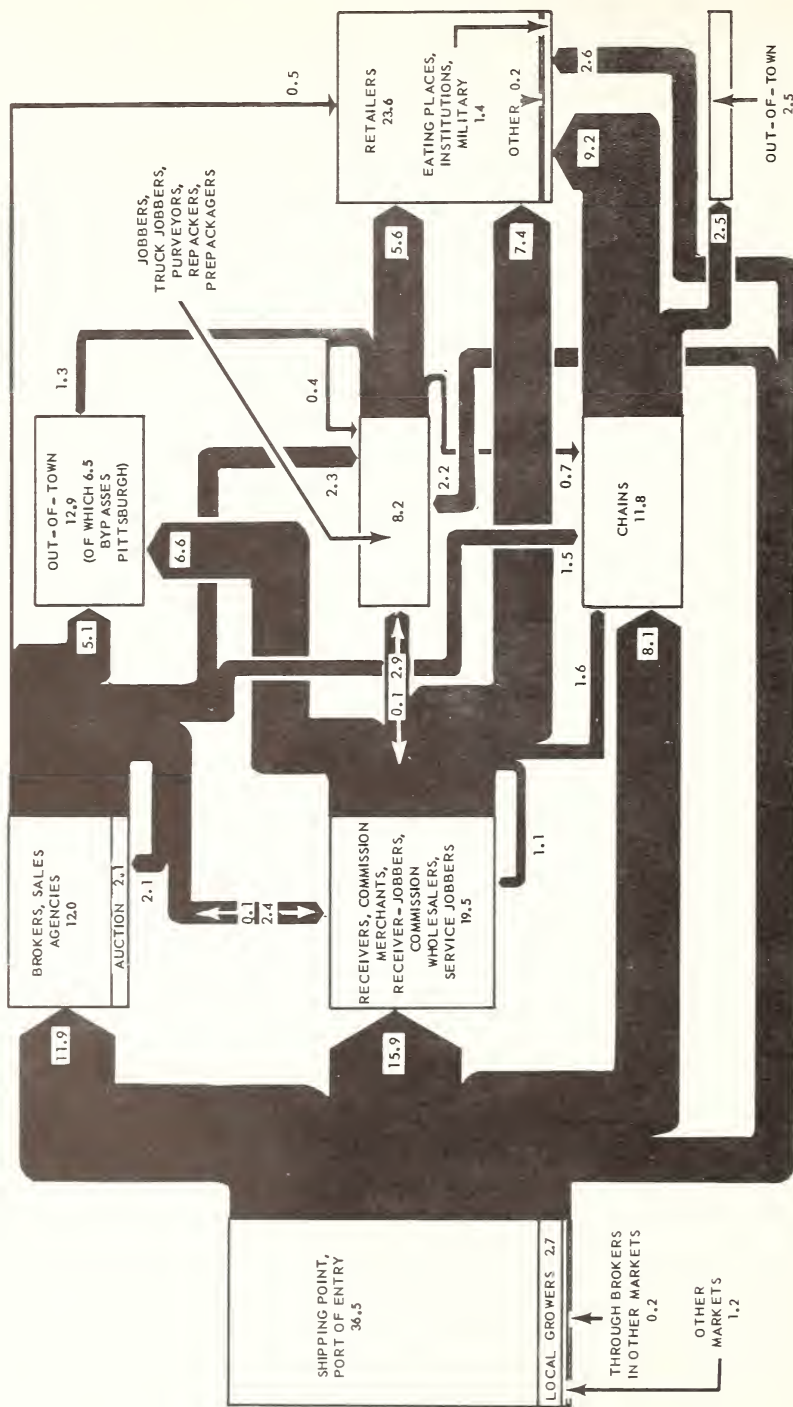 SHIPPING POINT,
PORT OF ENTRY
36.5
LOCAL GROWERS 2.7
THROUGH BROKERS
IN OTHER MARKETS
0.2
OTHER
MARKETS
1.2
11.9
15.9
8.1
BROKERS, SALES
AGENCIES
12.0
AUCTION 2.1
2.1
0.1
2.4
RECEIVERS, COMMISSION
MERCHANTS,
RECEIVER-JOBBERS,
COMMISSION
WHOLESALERS,
SERVICE JOBBERS
19.5
1.1
1.6
5.1
6.6
0.1 2.9
OUT-OF-TOWN
12.9
(OF WHICH 6.5
BYPASSES
PITTSBURGH)
1.3
0.4
2.3
8.2
2.2
0.7
1.5
CHAINS
11.8
JOBBERS,
TRUCK JOBBERS,
PURVEYORS,
REPACKERS,
PREPACKAGERS
0.5
5.6
7.4
9.2
2.6
2.5
RETAILERS
23.6
EATING PLACES,
INSTITUTIONS,
MILITARY
1.4
OTHER 0.2
OUT-OF-TOWN
2.5